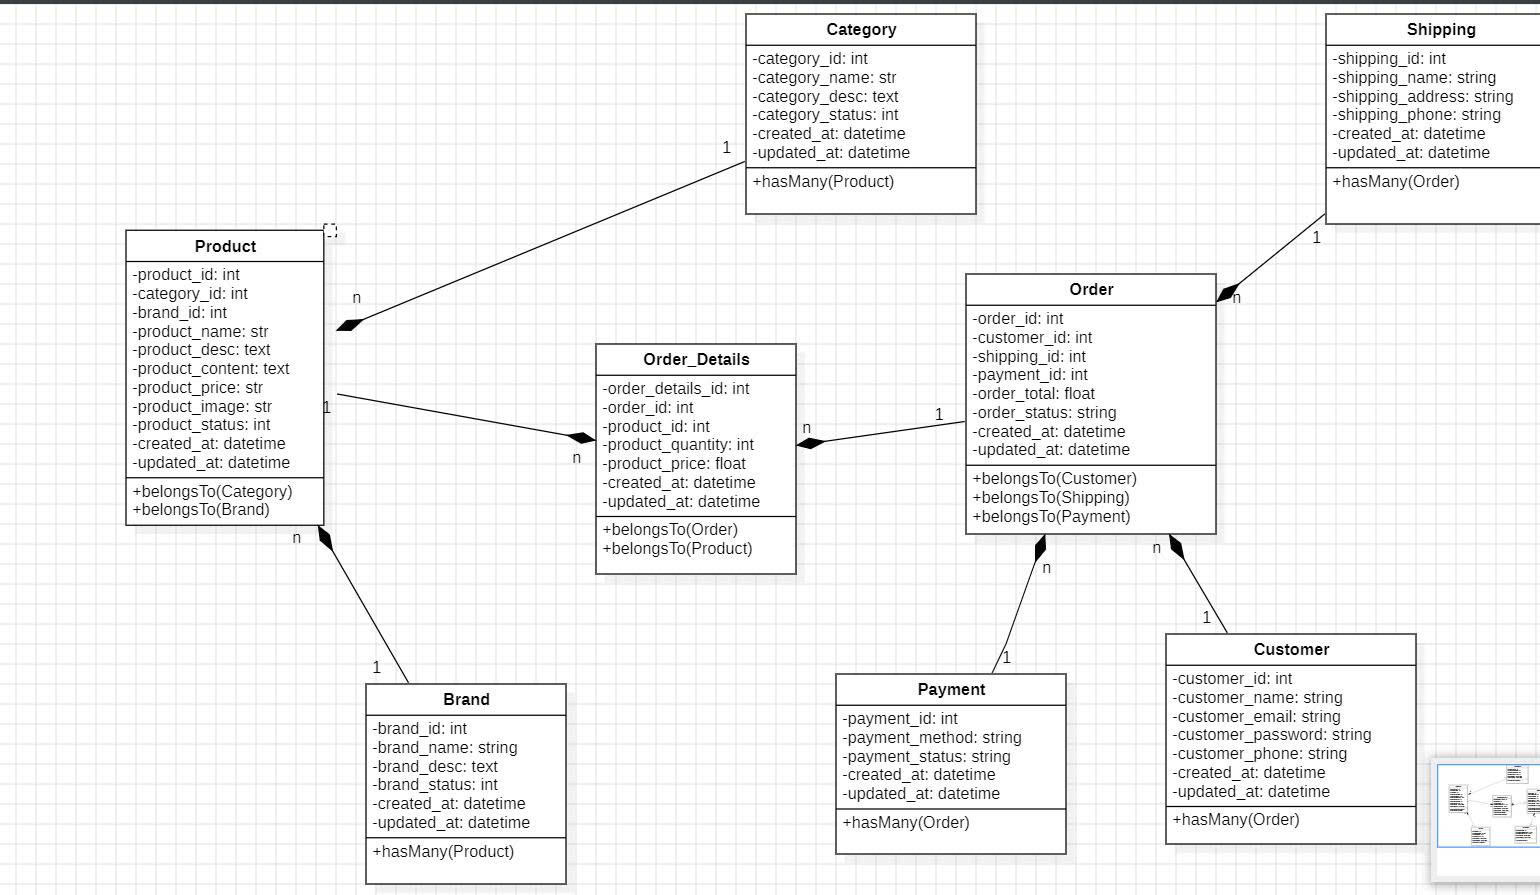 Category
-category_id: int
-category_name: str
-category_desc: text
-category_status: int
-created_at: datetime
-updated_at: datetime
+hasMany(Product)
1
Shipping
-shipping_id: int
-shipping_name: string
-shipping_address: string
-shipping_phone: string
-created_at: datetime
-updated_at: datetime
+hasMany(Order)
1
n
Product
-product_id: int
-category_id: int
-brand_id: int
-product_name: str
-product_desc: text
-product_content: text
-product_price: str
-product_image: str
-product_status: int
-created_at: datetime
-updated_at: datetime
+belongsTo(Category)
+belongsTo(Brand)
n
1
n
Order_Details
-order_details_id: int
-order_id: int
-product_id: int
-product_quantity: int
-product_price: float
-created_at: datetime
-updated_at: datetime
+belongsTo(Order)
+belongsTo(Product)
n
n
1
Order
-order_id: int
-customer_id: int
-shipping_id: int
-payment_id: int
-order_total: float
-order_status: string
-created_at: datetime
-updated_at: datetime
+belongsTo(Customer)
+belongsTo(Shipping)
+belongsTo(Payment)
n
n
1
1
1
Brand
-brand_id: int
-brand_name: string
-brand_desc: text
-brand_status: int
-created_at: datetime
-updated_at: datetime
+hasMany(Product)
Payment
-payment_id: int
-payment_method: string
-payment_status: string
-created_at: datetime
-updated_at: datetime
+hasMany(Order)
Customer
-customer_id: int
-customer_name: string
-customer_email: string
-customer_password: string
-customer_phone: string
-created_at: datetime
-updated_at: datetime
+hasMany(Order)